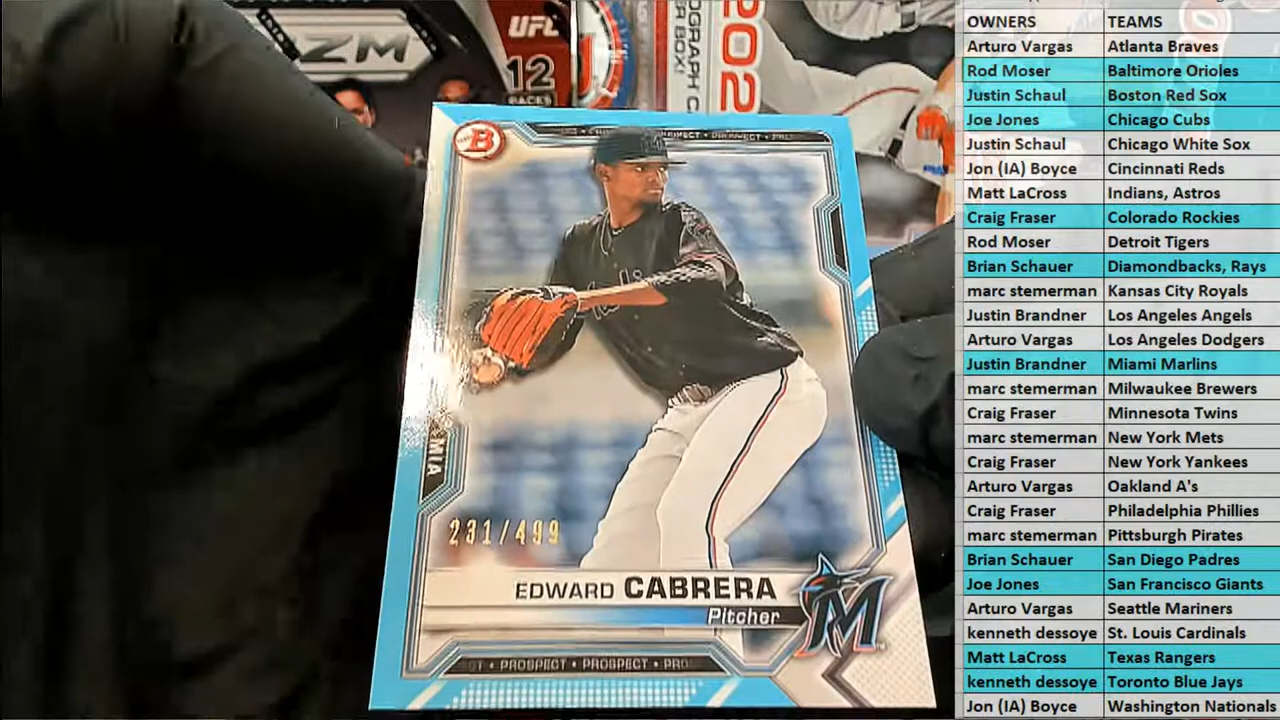 UFC
12
PACKS
202
OGRAPH
BOX!
B
PROSPECT
MIA
231/499
EDWARD CABRERA
Pitcher
M
• PROSPECT • PROSPECT • PRO
OWNERS TEAMS
Arturo Vargas Atlanta Braves
Rod Moser Baltimore Orioles
Justin Schaul Boston Red Sox
Joe Jones Chicago Cubs
Justin Schaul Chicago White Sox
Jon (IA) Boyce Cincinnati Reds
Matt LaCross Indians, Astros
Craig Fraser Colorado Rockies
Rod Moser Detroit Tigers
Brian Schauer Diamondbacks, Rays
marc stemerman Kansas City Royals
Justin Brandner Los Angeles Angels
Arturo Vargas Los Angeles Dodgers
Justin Brandner Miami Marlins
marc stemerman Milwaukee Brewers
Craig Fraser Minnesota Twins
marc stemerman New York Mets
Craig Fraser New York Yankees
Arturo Vargas Oakland A's
Craig Fraser Philadelphia Phillies
marc stemerman Pittsburgh Pirates
Brian Schauer San Diego Padres
Joe Jones San Francisco Giants
Arturo Vargas Seattle Mariners
kenneth dessoye St. Louis Cardinals
Matt LaCross Texas Rangers
kenneth dessoye Toronto Blue Jays
Jon (IA) Boyce Washington Nationals